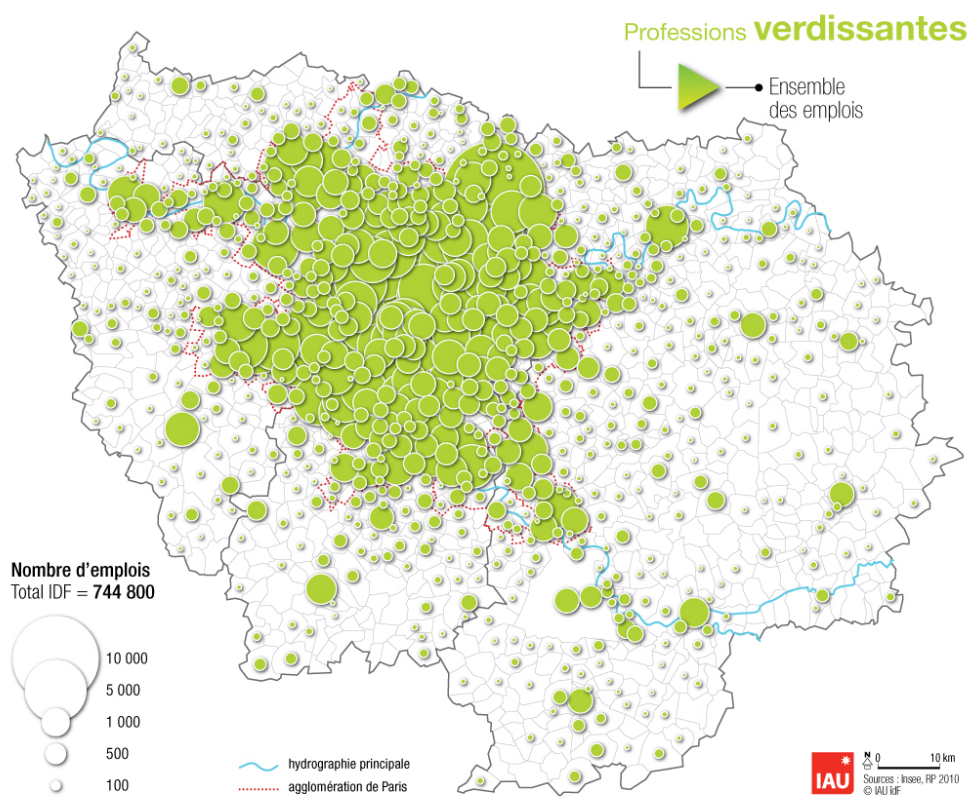 Professions verdissantes
Ensemble
des emplois
Nombre d'emplois
Total IDF = 744 800
10 000
5 000
1 000
500
100
hydrographie principale
agglomération de Paris
IAU
N
0 10 km
Sources : Insee, RP 2010
© IAU îdF